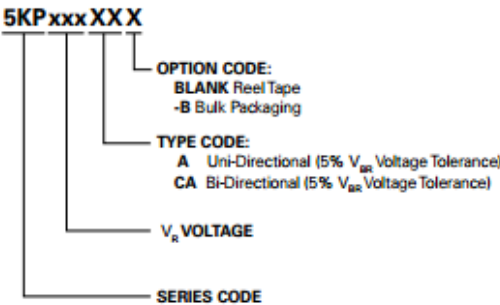 5KPxxxXXX
OPTION CODE:
BLANK Reel Tape
-B Bulk Packaging
TYPE CODE:
A Uni-Directional (5% VBR Voltage Tolerance)
CA Bi-Directional (5% VBR Voltage Tolerance)
VR VOLTAGE
SERIES CODE